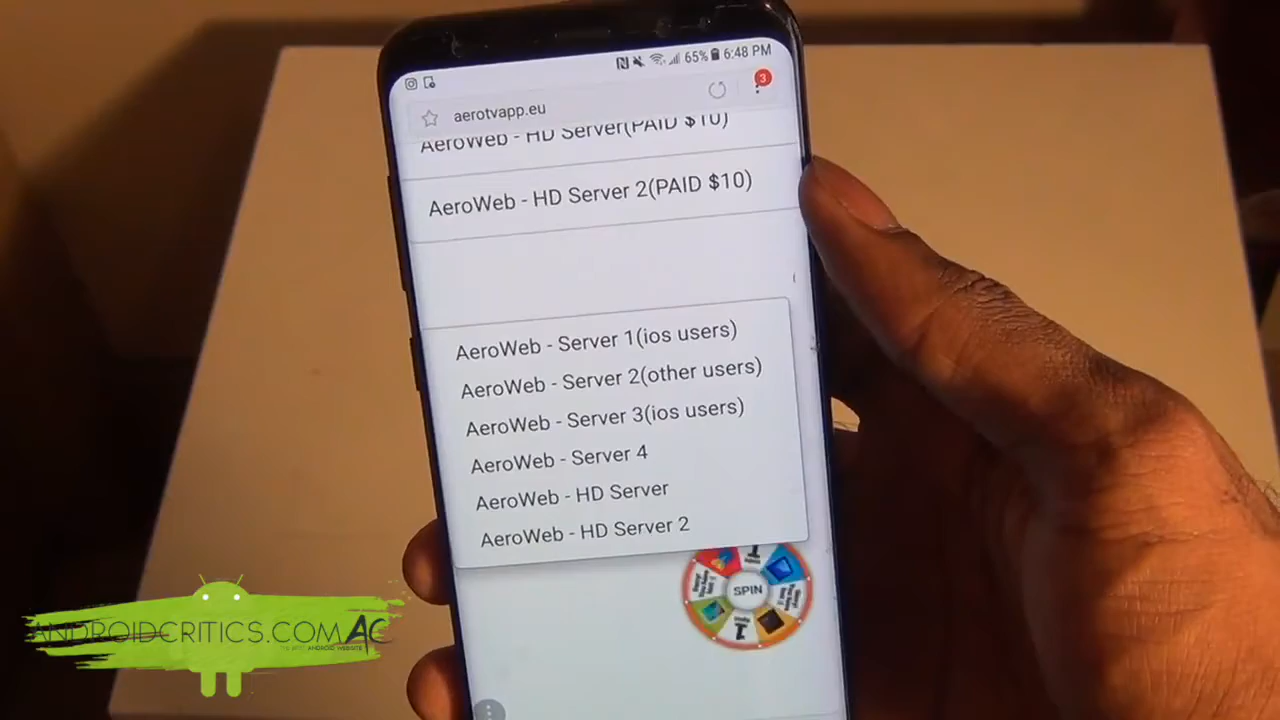 65% 6:48 PM
3
aerotvapp.eu
AeroWeb - HD Server(PAID $10)
AeroWeb - HD Server 2(PAID $10)
AeroWeb - Server 1(ios users)
AeroWeb - Server 2(other users)
AeroWeb - Server 3(ios users)
AeroWeb - Server 4
AeroWeb - HD Server
AeroWeb - HD Server 2
SPIN
ANDROIDCRITICS.COM AC